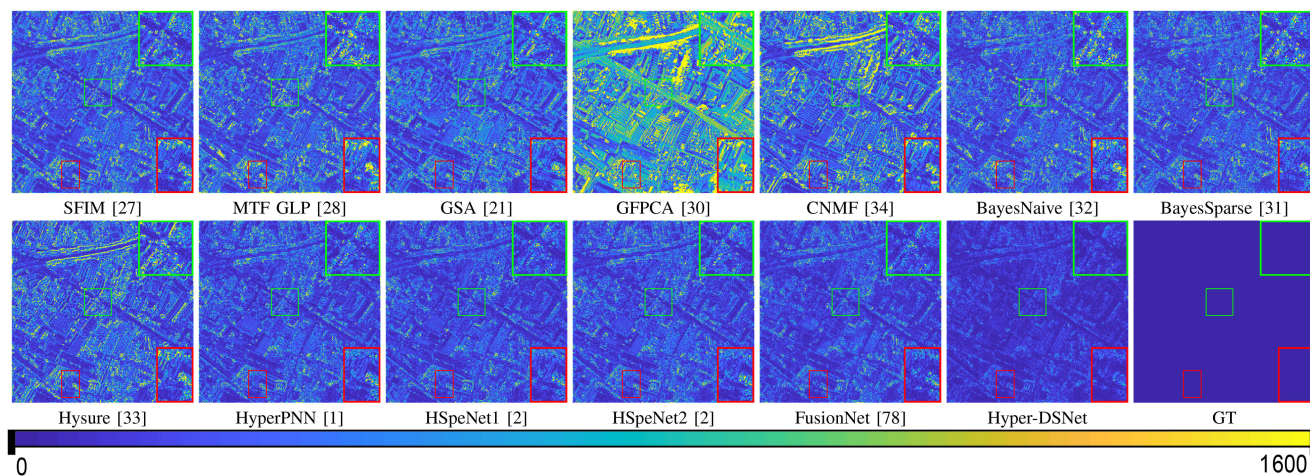 SFIM [27] MTF GLP [28] GSA [21] GFPCA [30] CNMF [34] BayesNaive [32] BayesSparse [31]
Hysure [33] HyperPNN [1] HSpeNet1 [2] HSpeNet2 [2] FusionNet [78] Hyper-DSNet GT
0 1600